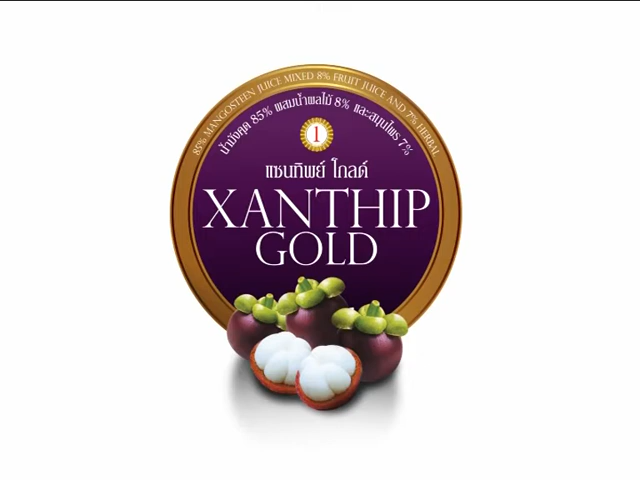 85% MANGOSTEEN JUICE MIXED 8% FRUIT JUICE AND 7% HERBAL
น้ำมังคุด 85% ผสมน้ำผลไม้ 8% และสมุนไพร 7%
1
แซนทิพย์ โกลด์
XANTHIP
GOLD